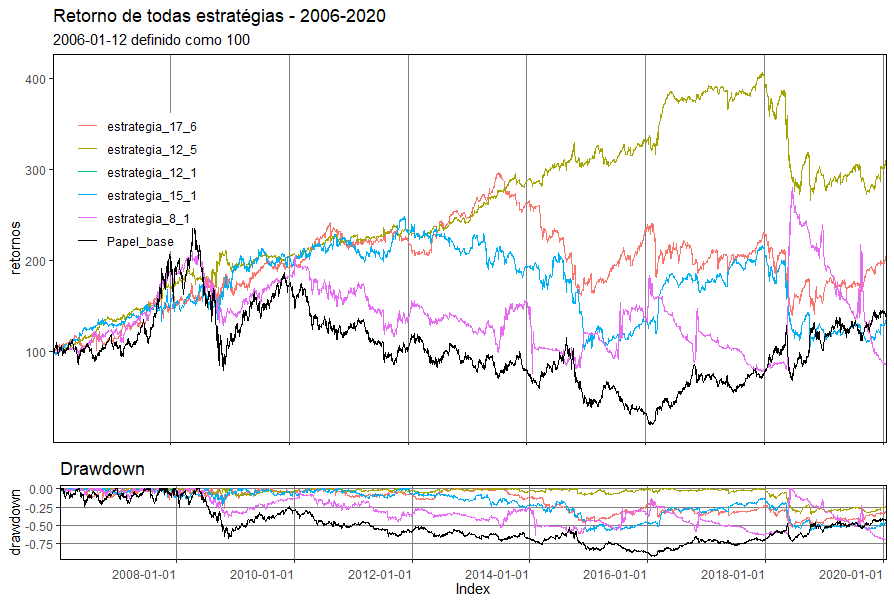 Retorno de todas estratégias - 2006-2020
2006-01-12 definido como 100
retornos
400
300
200
100
estrategia_17_6
estrategia_12_5
estrategia_12_1
estrategia_15_1
estrategia_8_1
Papel_base
Drawdown
drawdown
0.00
-0.25
-0.50
-0.75
2008-01-01
2010-01-01
2012-01-01
2014-01-01
2016-01-01
2018-01-01
2020-01-01
Index